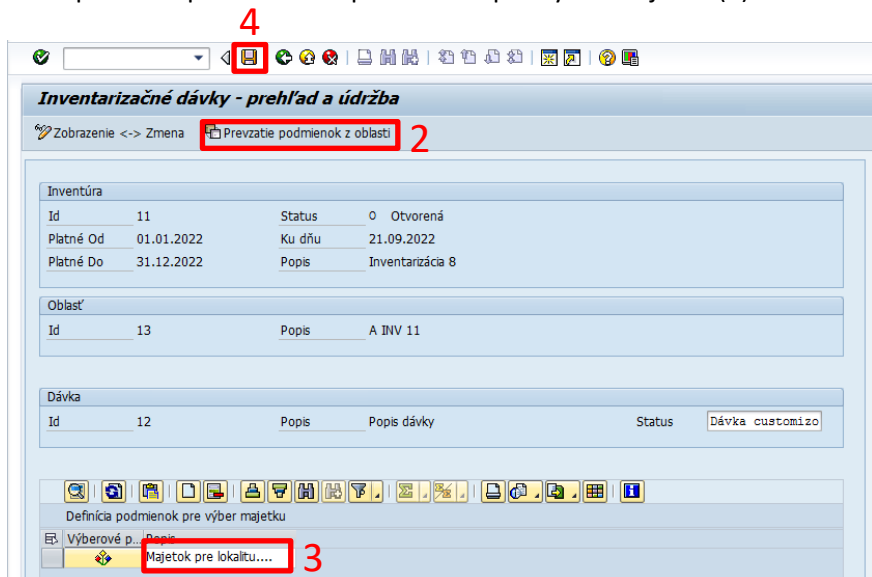 4
Inventarizačné dávky - prehľad a údržba
Zobrazenie <-> Zmena Prevzatie podmienok z oblasti 2
Inventúra
Id 11 Status O Otvorená
Platné Od 01.01.2022 Ku dňu 21.09.2022
Platné Do 31.12.2022 Popis Inventarizácia 8
Oblasť
Id 13 Popis A INV 11
Dávka
Id 12 Popis Popis dávky Status Dávka customizo
Definícia podmienok pre výber majetku
Výberové p... Popis
Majetok pre lokalitu.... 3